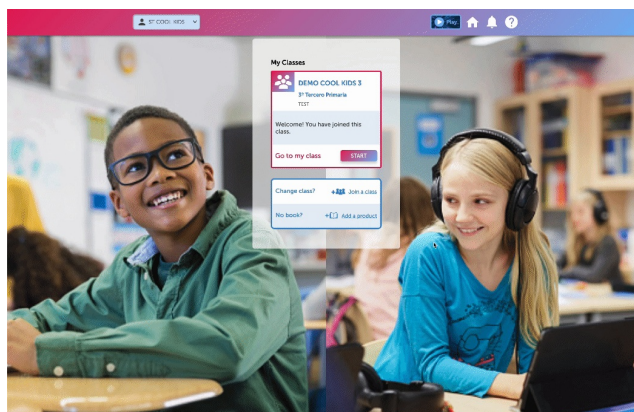 ST COOL KIDS
Play
My Classes
DEMO COOL KIDS 3
3º Tercero Primaria
TEST
Welcome! You have joined this
class.
Go to my class START
Change class? + Join a class
No book? + Add a product